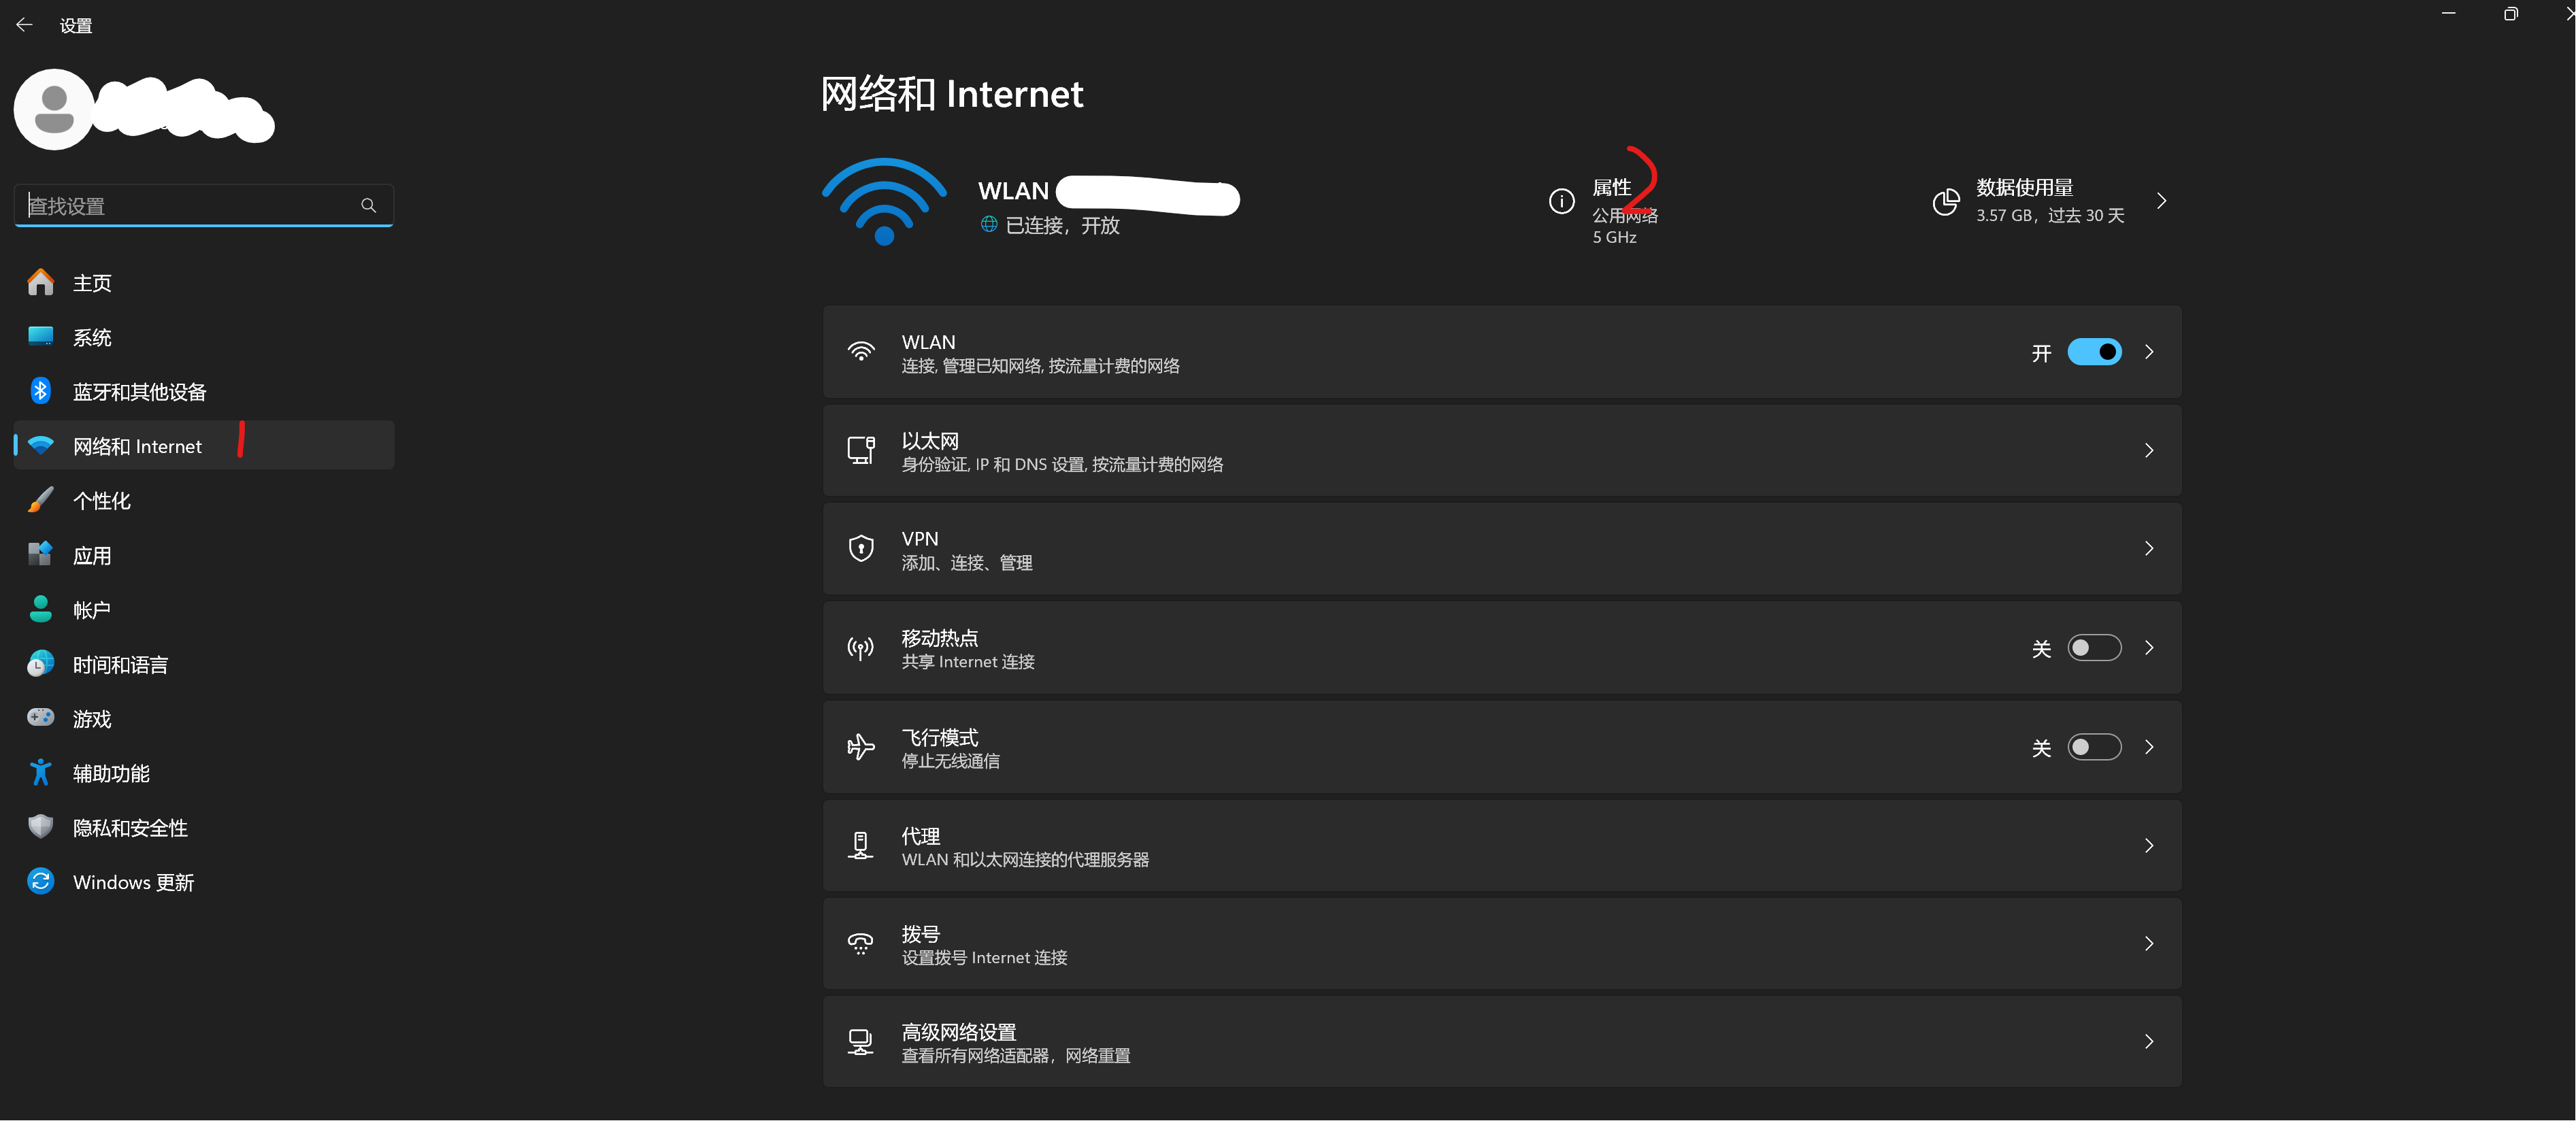 设置
查找设置
主页
系统
蓝牙和其他设备
网络和 Internet
1
个性化
应用
帐户
时间和语言
游戏
辅助功能
隐私和安全性
Windows 更新
网络和 Internet
WLAN
已连接，开放
属性
2
公用网络
5 GHz
数据使用量
3.57 GB，过去 30 天
WLAN
连接, 管理已知网络, 按流量计费的网络
开
以太网
身份验证, IP 和 DNS 设置, 按流量计费的网络
VPN
添加、连接、管理
移动热点
共享 Internet 连接
关
飞行模式
停止无线通信
关
代理
WLAN 和以太网连接的代理服务器
拨号
设置拨号 Internet 连接
高级网络设置
查看所有网络适配器，网络重置